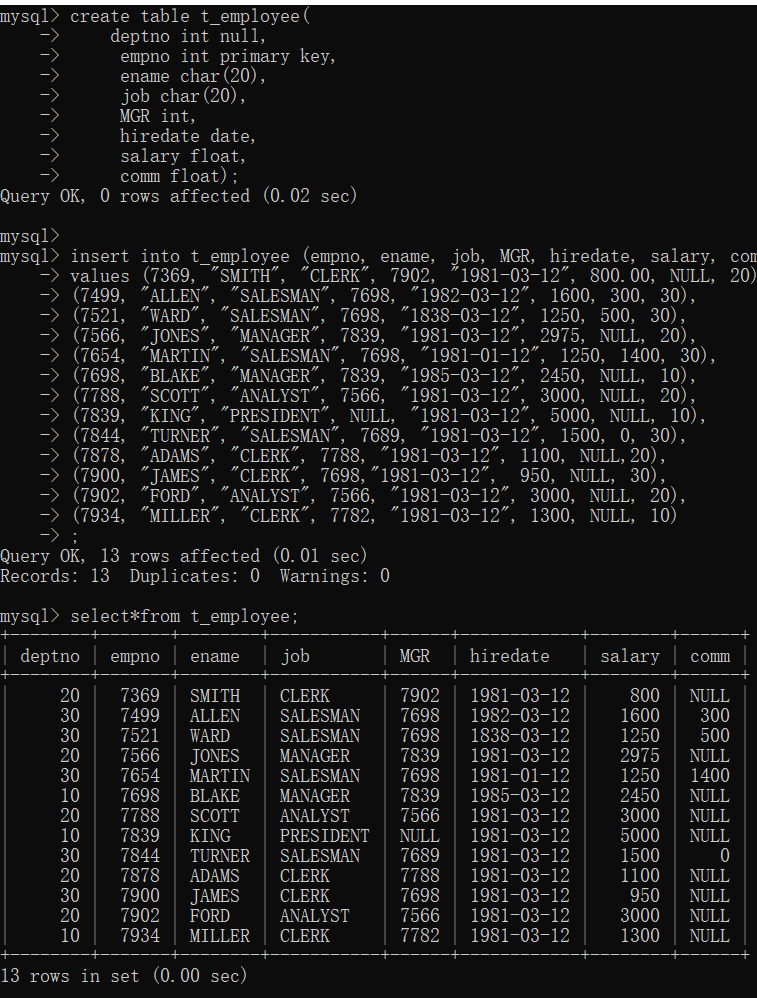 mysql> create table t_employee(
    ->     deptno int null,
    ->      empno int primary key,
    ->      ename char(20),
    ->      job char(20),
    ->      MGR int,
    ->      hiredate date,
    ->      salary float,
    ->      comm float);
Query OK, 0 rows affected (0.02 sec)
mysql>
mysql> insert into t_employee (empno, ename, job, MGR, hiredate, salary, com
    -> values (7369, "SMITH", "CLERK", 7902, "1981-03-12", 800.00, NULL, 20)
    -> (7499, "ALLEN", "SALESMAN", 7698, "1982-03-12", 1600, 300, 30),
    -> (7521, "WARD", "SALESMAN", 7698, "1838-03-12", 1250, 500, 30),
    -> (7566, "JONES", "MANAGER", 7839, "1981-03-12", 2975, NULL, 20),
    -> (7654, "MARTIN", "SALESMAN", 7698, "1981-01-12", 1250, 1400, 30),
    -> (7698, "BLAKE", "MANAGER", 7839, "1985-03-12", 2450, NULL, 10),
    -> (7788, "SCOTT", "ANALYST", 7566, "1981-03-12", 3000, NULL, 20),
    -> (7839, "KING", "PRESIDENT", NULL, "1981-03-12", 5000, NULL, 10),
    -> (7844, "TURNER", "SALESMAN", 7689, "1981-03-12", 1500, 0, 30),
    -> (7878, "ADAMS", "CLERK", 7788, "1981-03-12", 1100, NULL,20),
    -> (7900, "JAMES", "CLERK", 7698,"1981-03-12",  950, NULL, 30),
    -> (7902, "FORD", "ANALYST", 7566, "1981-03-12", 3000, NULL, 20),
    -> (7934, "MILLER", "CLERK", 7782, "1981-03-12", 1300, NULL, 10)
    -> ;
Query OK, 13 rows affected (0.01 sec)
Records: 13  Duplicates: 0  Warnings: 0
mysql> select*from t_employee;
| deptno | empno | ename  | job       | MGR  | hiredate   | salary | comm |
|     20 |  7369 | SMITH  | CLERK     | 7902 | 1981-03-12 |    800 | NULL |
|     30 |  7499 | ALLEN  | SALESMAN  | 7698 | 1982-03-12 |   1600 |  300 |
|     30 |  7521 | WARD   | SALESMAN  | 7698 | 1838-03-12 |   1250 |  500 |
|     20 |  7566 | JONES  | MANAGER   | 7839 | 1981-03-12 |   2975 | NULL |
|     30 |  7654 | MARTIN | SALESMAN  | 7698 | 1981-01-12 |   1250 | 1400 |
|     10 |  7698 | BLAKE  | MANAGER   | 7839 | 1985-03-12 |   2450 | NULL |
|     20 |  7788 | SCOTT  | ANALYST   | 7566 | 1981-03-12 |   3000 | NULL |
|     10 |  7839 | KING   | PRESIDENT | NULL | 1981-03-12 |   5000 | NULL |
|     30 |  7844 | TURNER | SALESMAN  | 7689 | 1981-03-12 |   1500 |    0 |
|     20 |  7878 | ADAMS  | CLERK     | 7788 | 1981-03-12 |   1100 | NULL |
|     30 |  7900 | JAMES  | CLERK     | 7698 | 1981-03-12 |    950 | NULL |
|     20 |  7902 | FORD   | ANALYST   | 7566 | 1981-03-12 |   3000 | NULL |
|     10 |  7934 | MILLER | CLERK     | 7782 | 1981-03-12 |   1300 | NULL |
13 rows in set (0.00 sec)